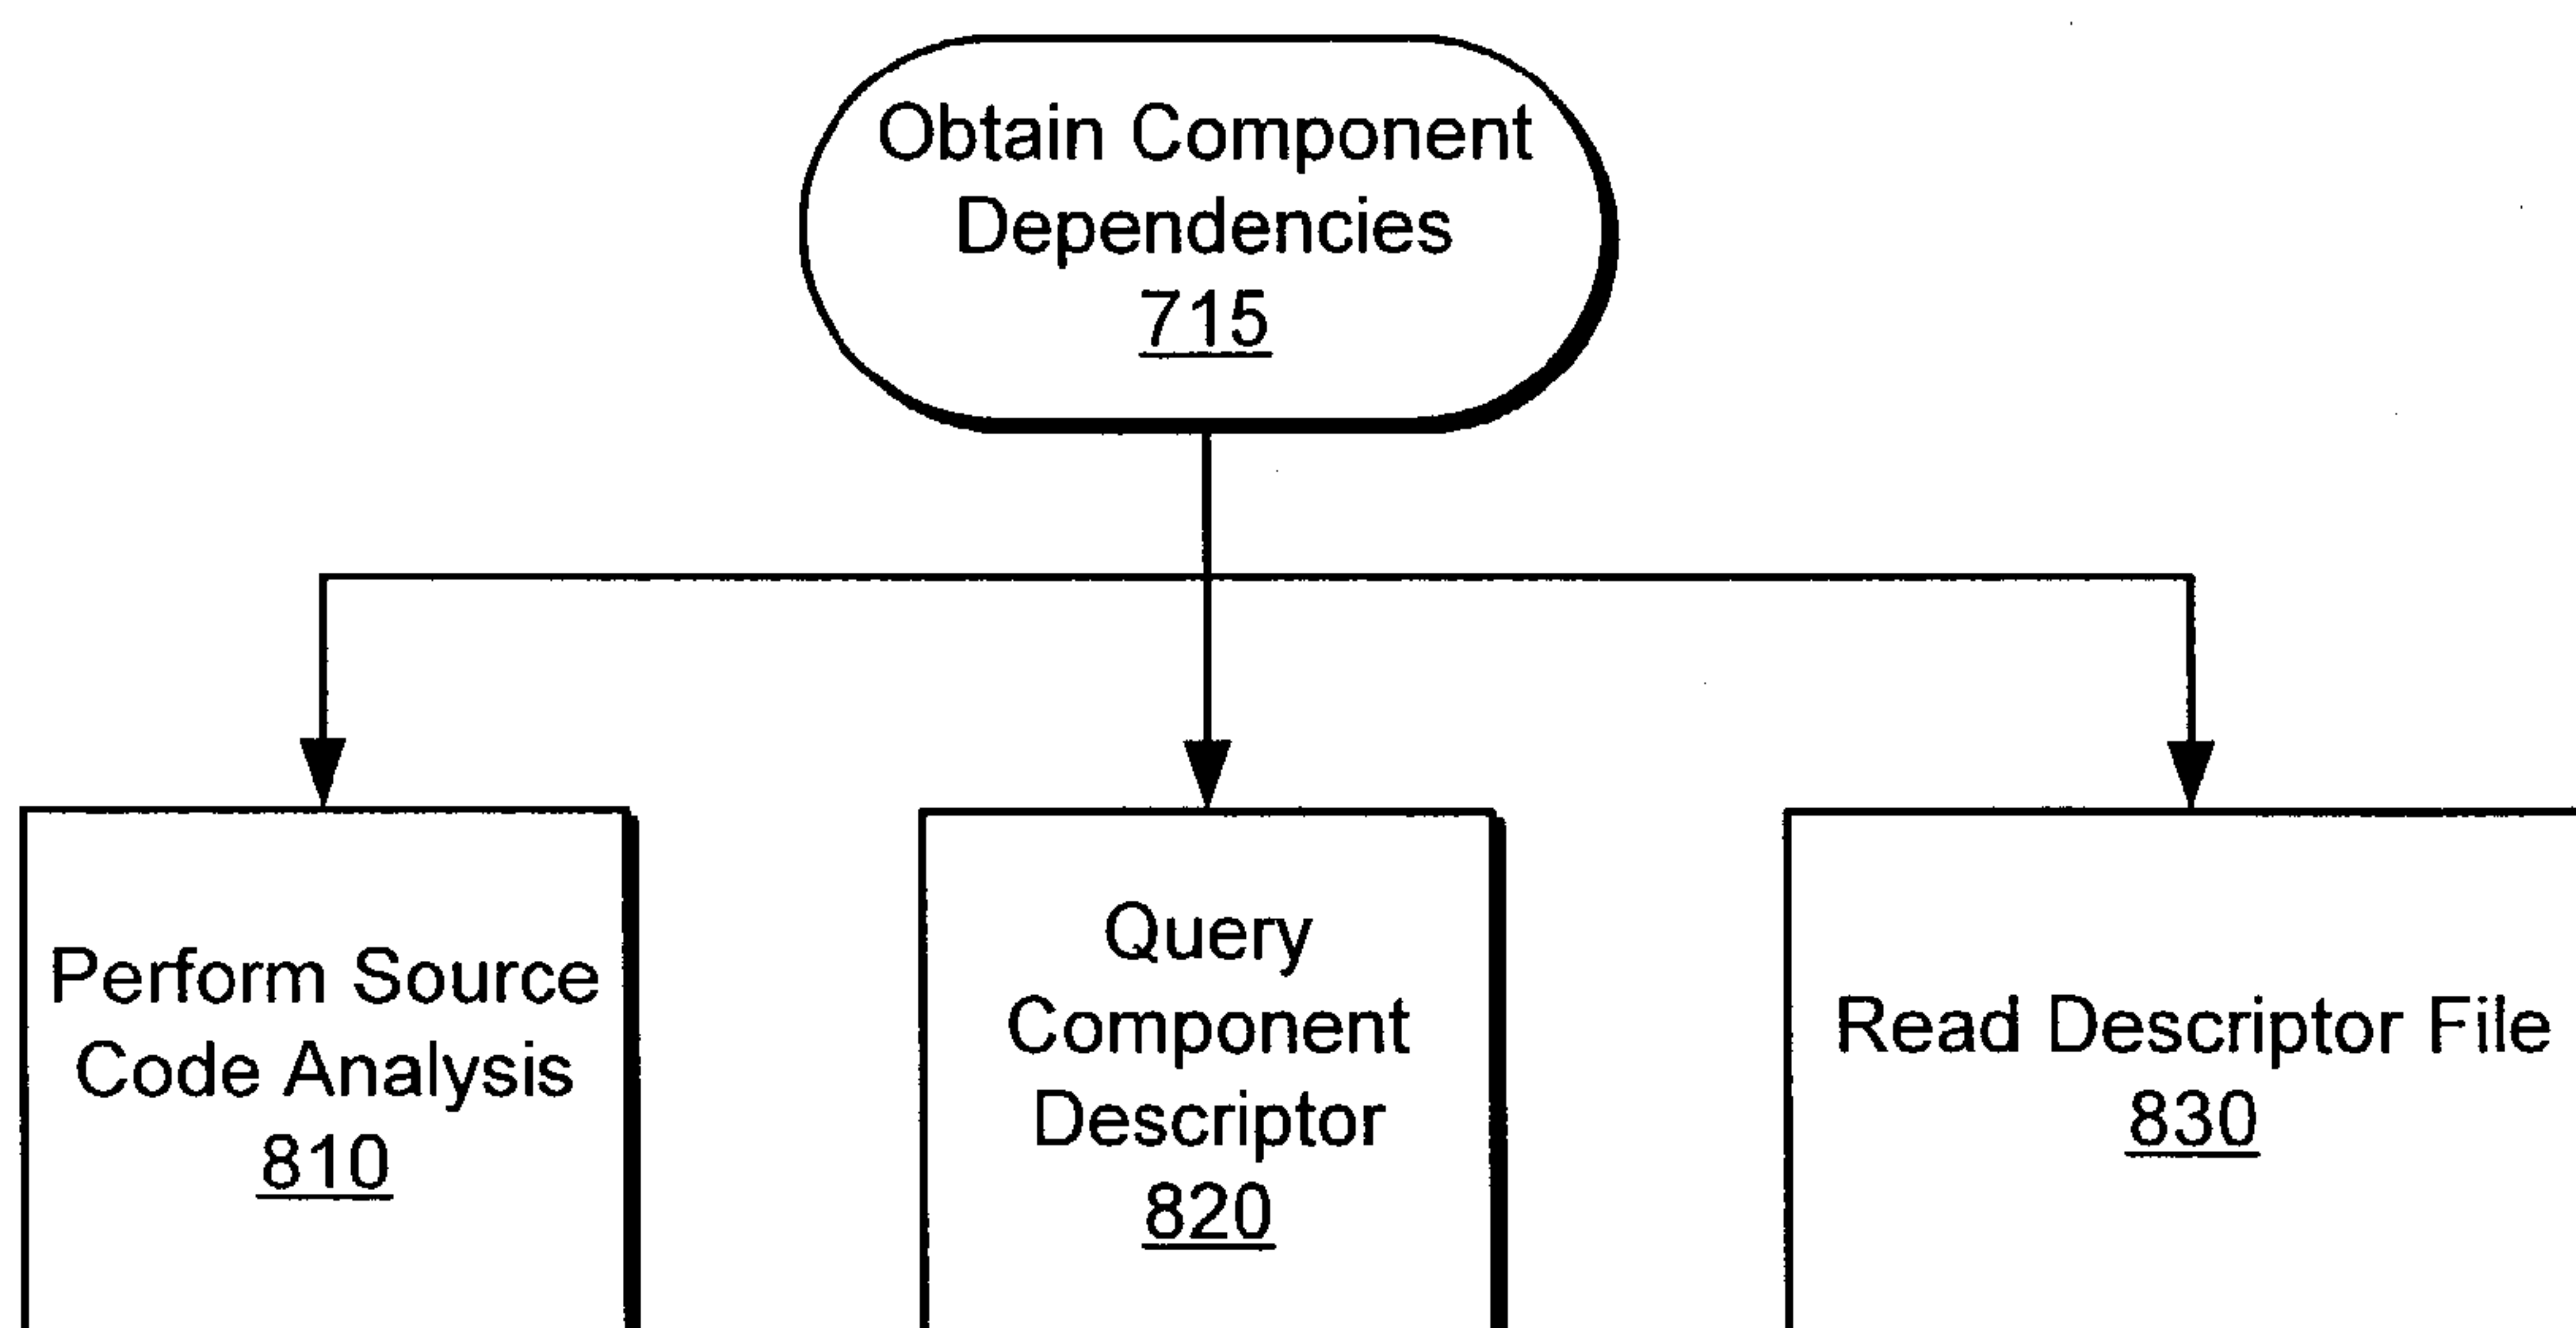 Obtain Component
Dependencies
715
Perform Source
Code Analysis
810
Query
Component
Descriptor
820
Read Descriptor File
830